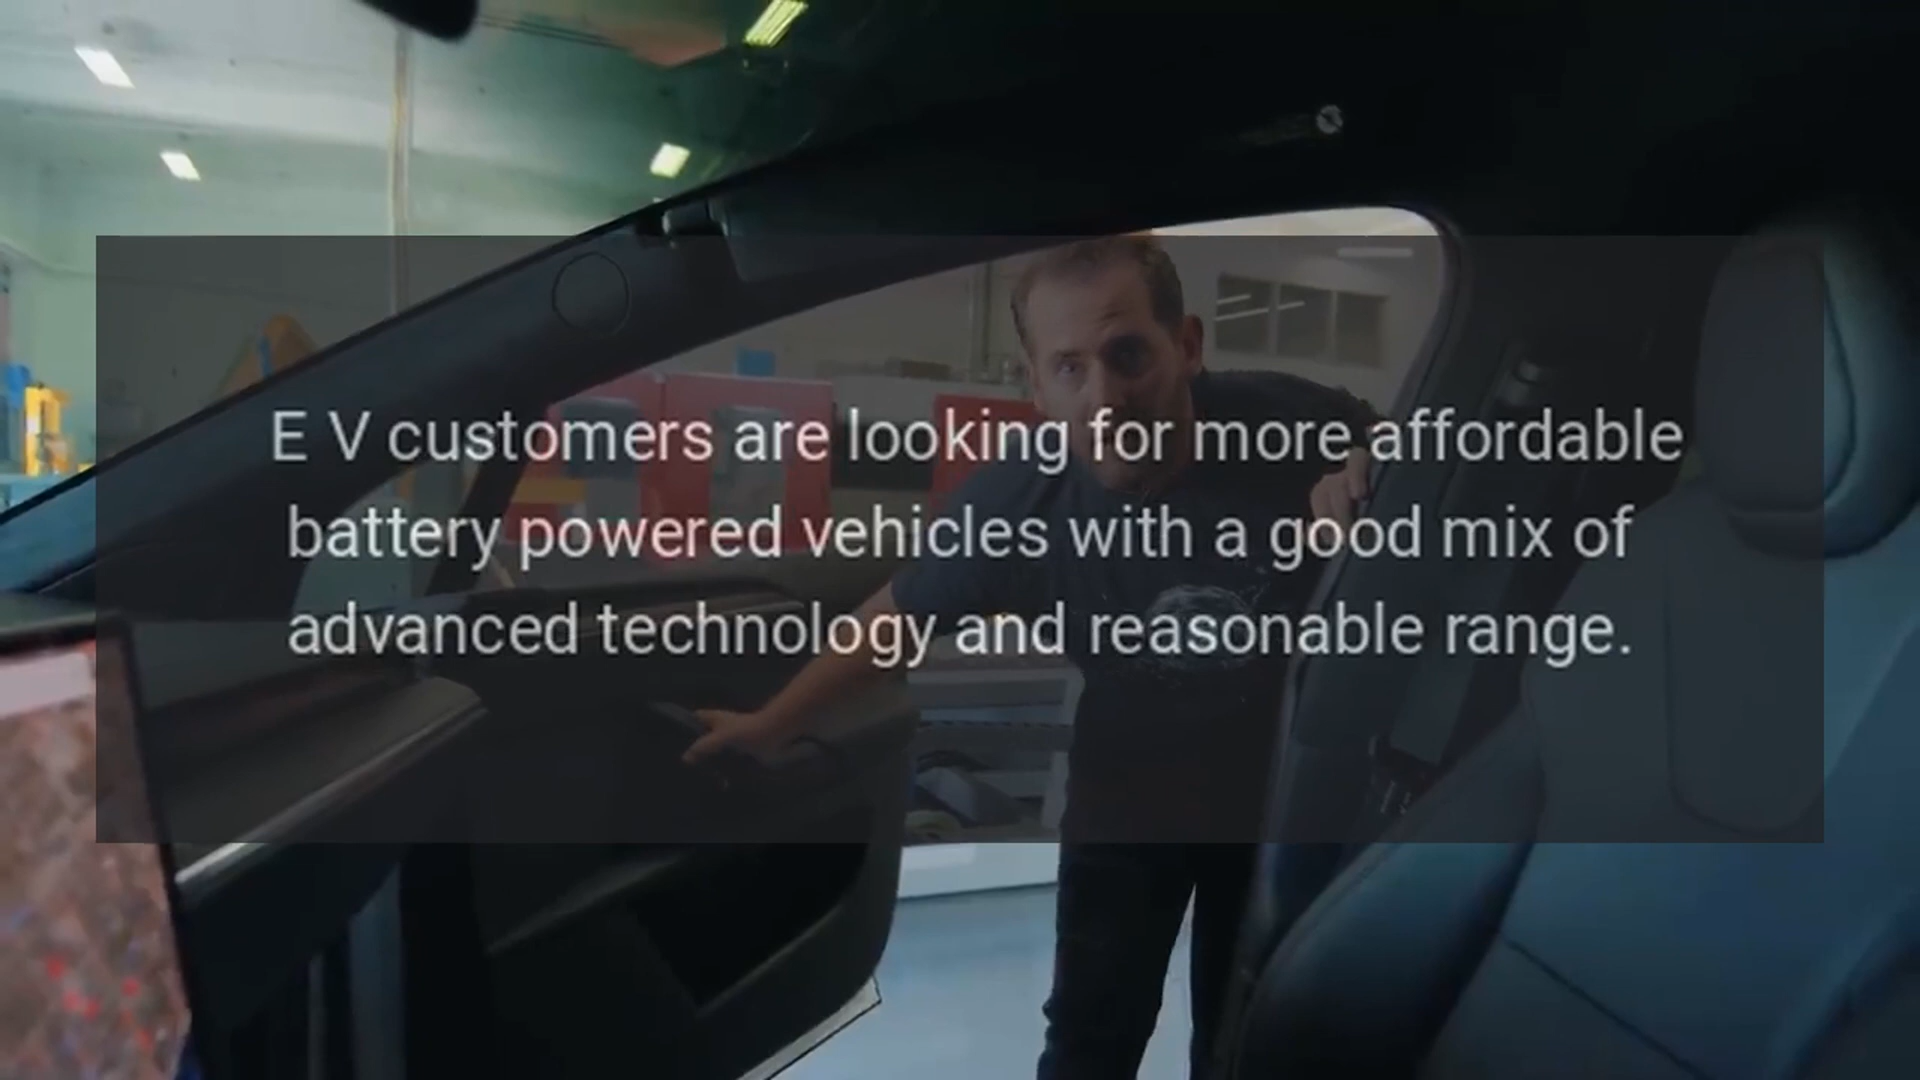 E V customers are looking for more affordable
battery powered vehicles with a good mix of
advanced technology and reasonable range.